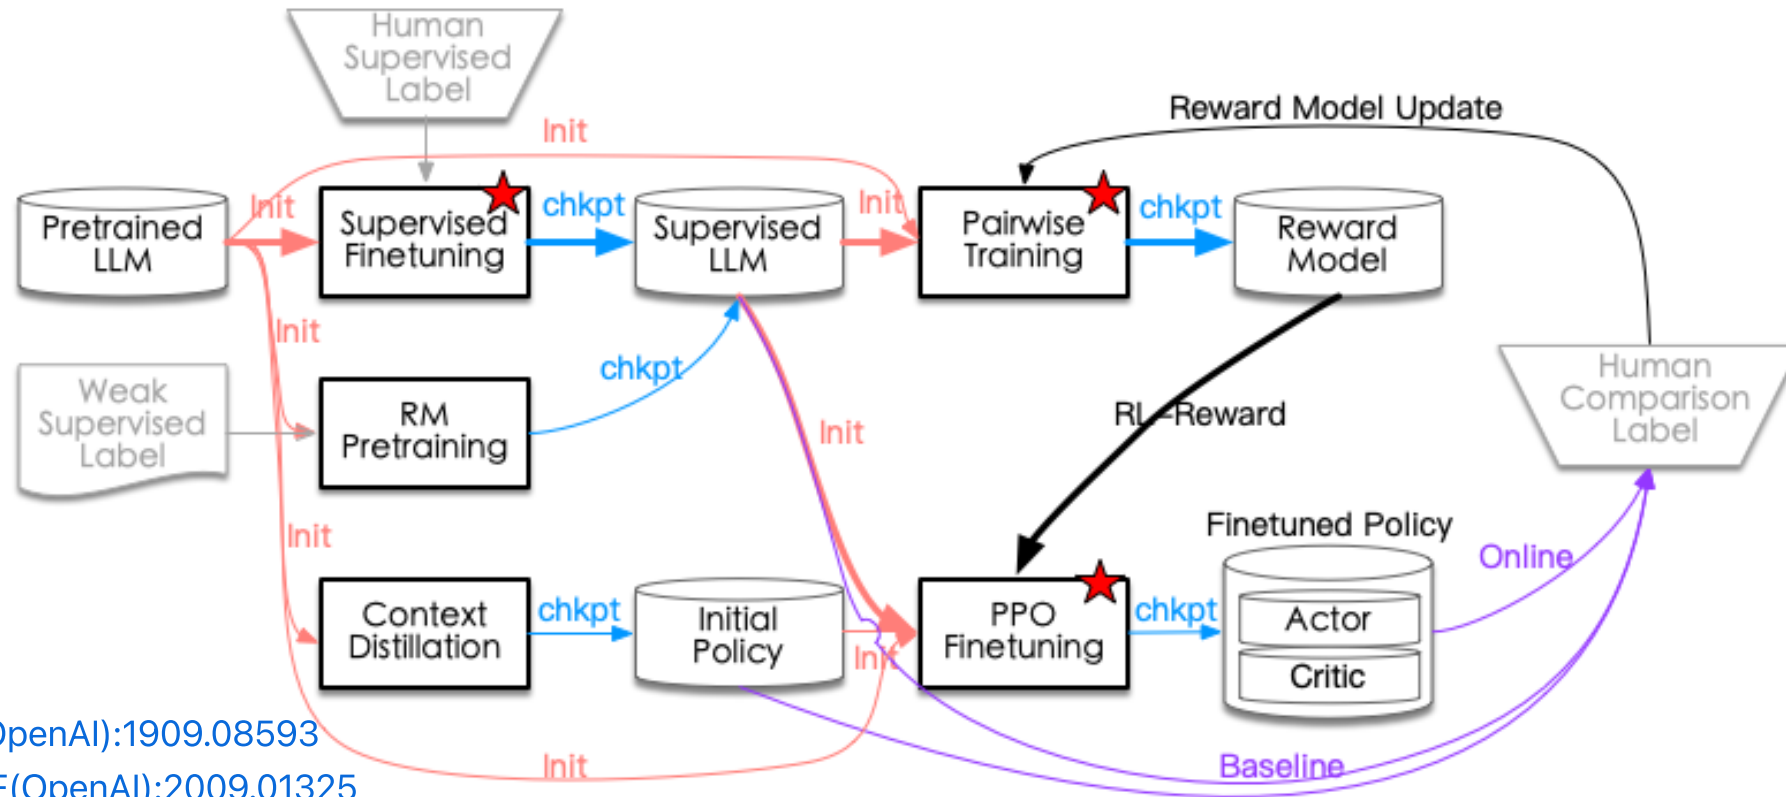 Human
Supervised
Label
Reward Model Update
Init
Pretrained
LLM
Init
Supervised
Finetuning
chkpt
Supervised
LLM
Init
Pairwise
Training
chkpt
Reward
Model
Init
Weak
Supervised
Label
RM
Pretraining
chkpt
Init
RL-Reward
Human
Comparison
Label
Init
Context
Distillation
chkpt
Initial
Policy
Init
PPO
Finetuning
chkpt
Finetuned Policy
Actor
Critic
Online
OpenAI):1909.08593
Init
Baseline
(OpenAI):2009.01325